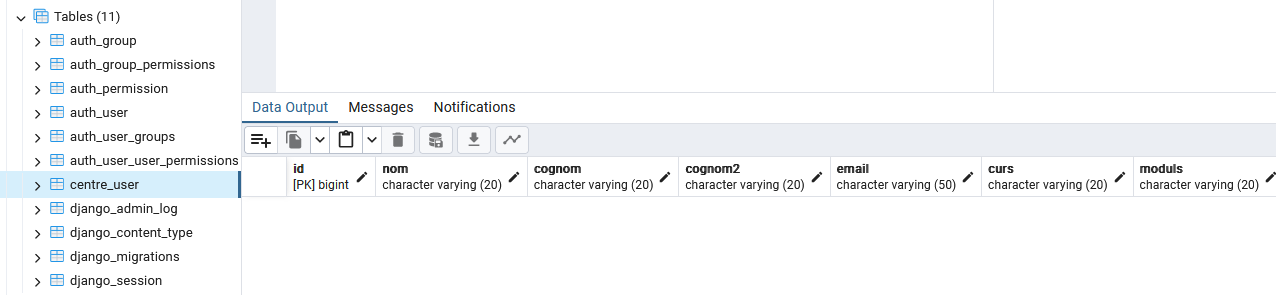 Tables (11)
auth_group
auth_group_permissions
auth_permission
auth_user
auth_user_groups
auth_user_user_permissions
centre_user
django_admin_log
django_content_type
django_migrations
django_session
Data Output Messages Notifications
id nom cognom cognom2 email curs moduls
[PK] bigint character varying (20) character varying (20) character varying (20) character varying (50) character varying (20) character varying (20)